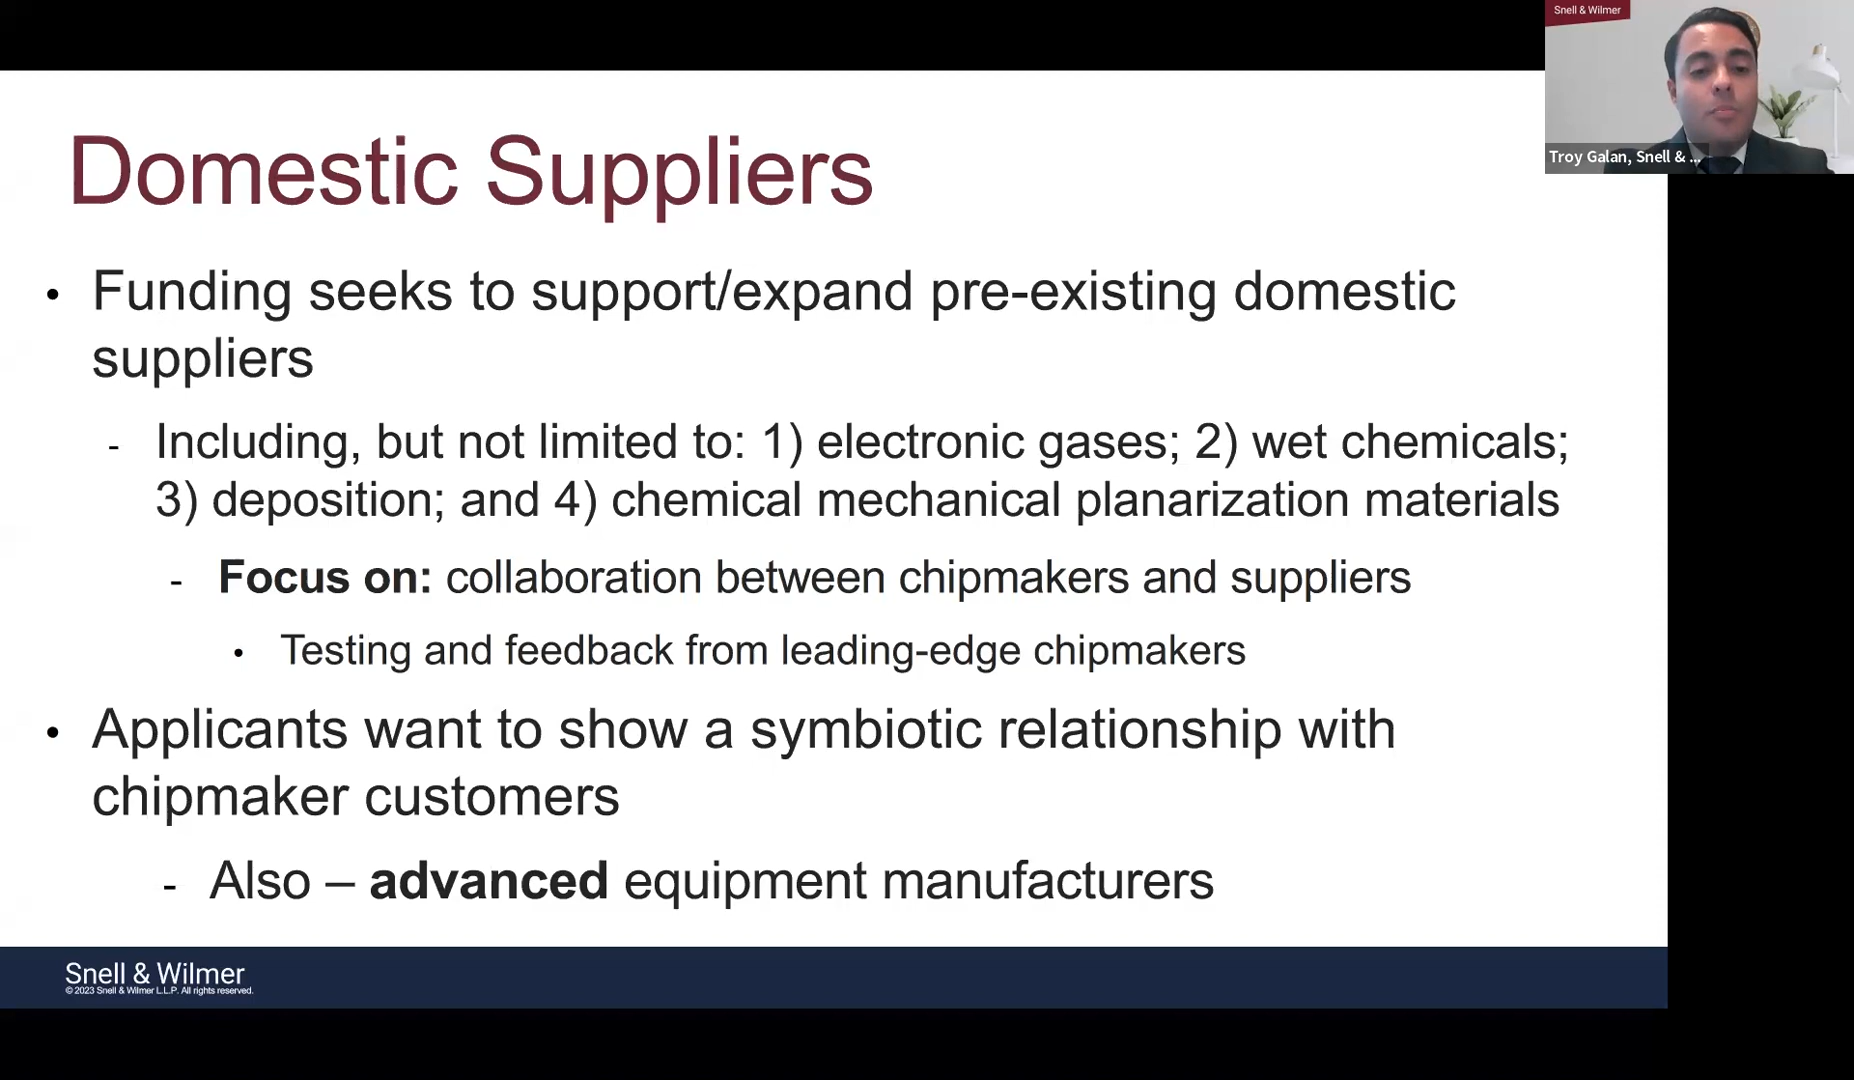 Snell & Wilmer
Troy Galan, Snell & ...
Domestic Suppliers
• Funding seeks to support/expand pre-existing domestic
suppliers
- Including, but not limited to: 1) electronic gases; 2) wet chemicals;
3) deposition; and 4) chemical mechanical planarization materials
- Focus on: collaboration between chipmakers and suppliers
• Testing and feedback from leading-edge chipmakers
• Applicants want to show a symbiotic relationship with
chipmaker customers
- Also – advanced equipment manufacturers
Snell & Wilmer
© 2023 Snell & Wilmer L.L.P. All rights reserved.